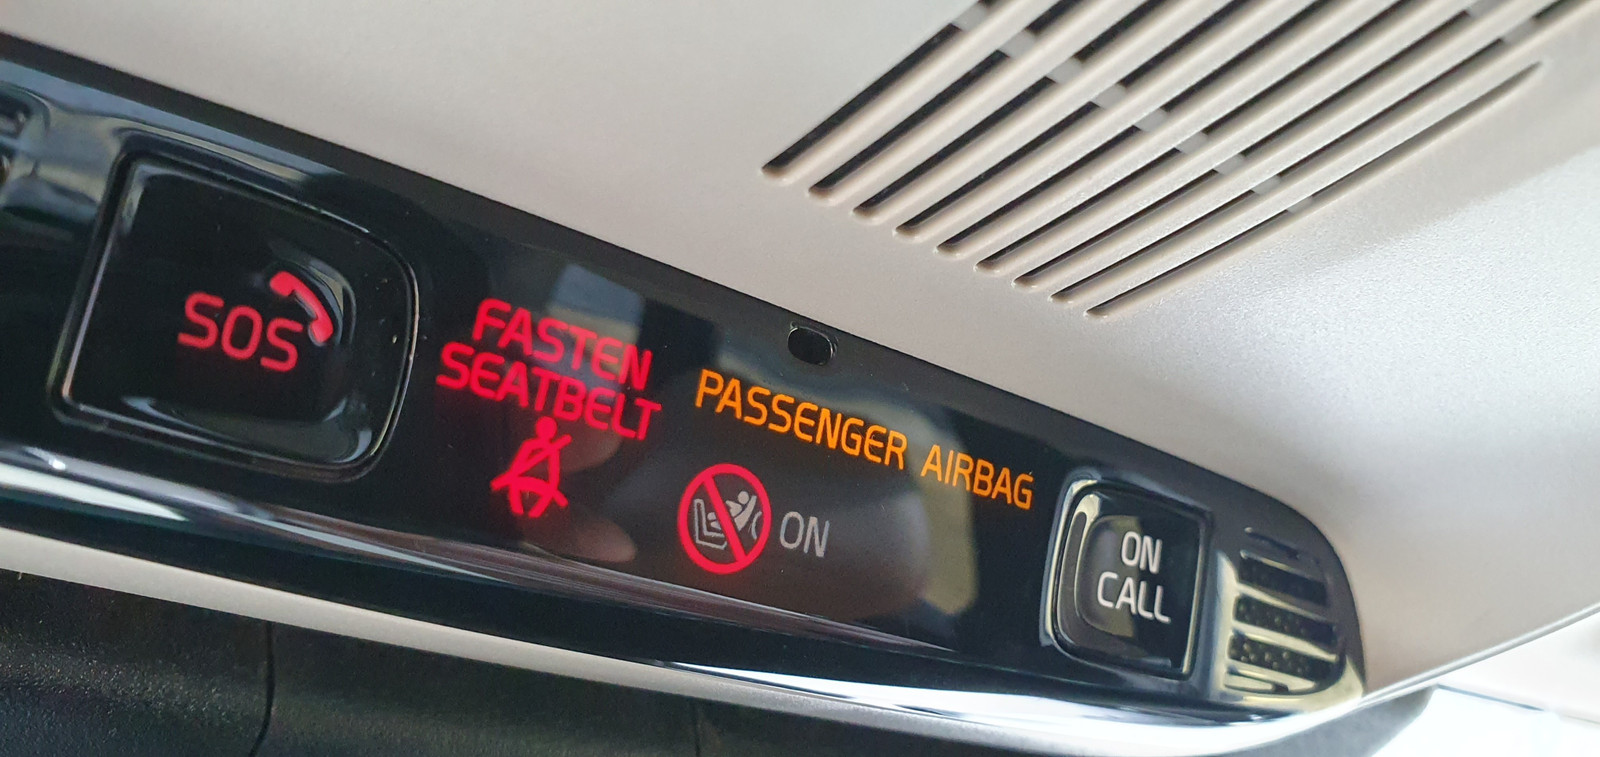 SOS
FASTEN
SEATBELT
PASSENGER AIRBAG
ON
ON
CALL